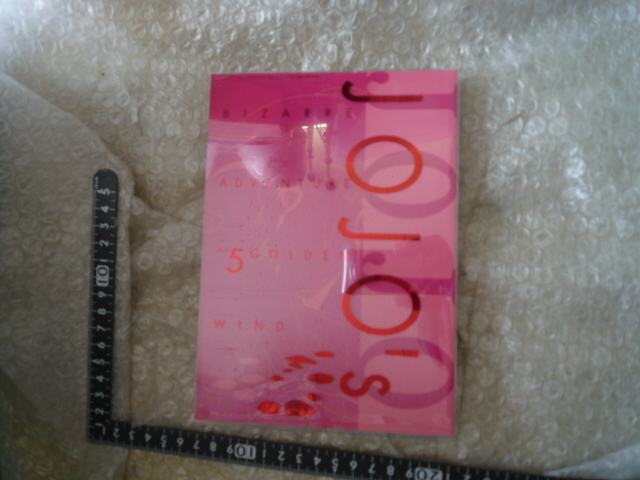 JOJO'S
BIZARRE
ADVENTURE
5 GOLDEN
WIND